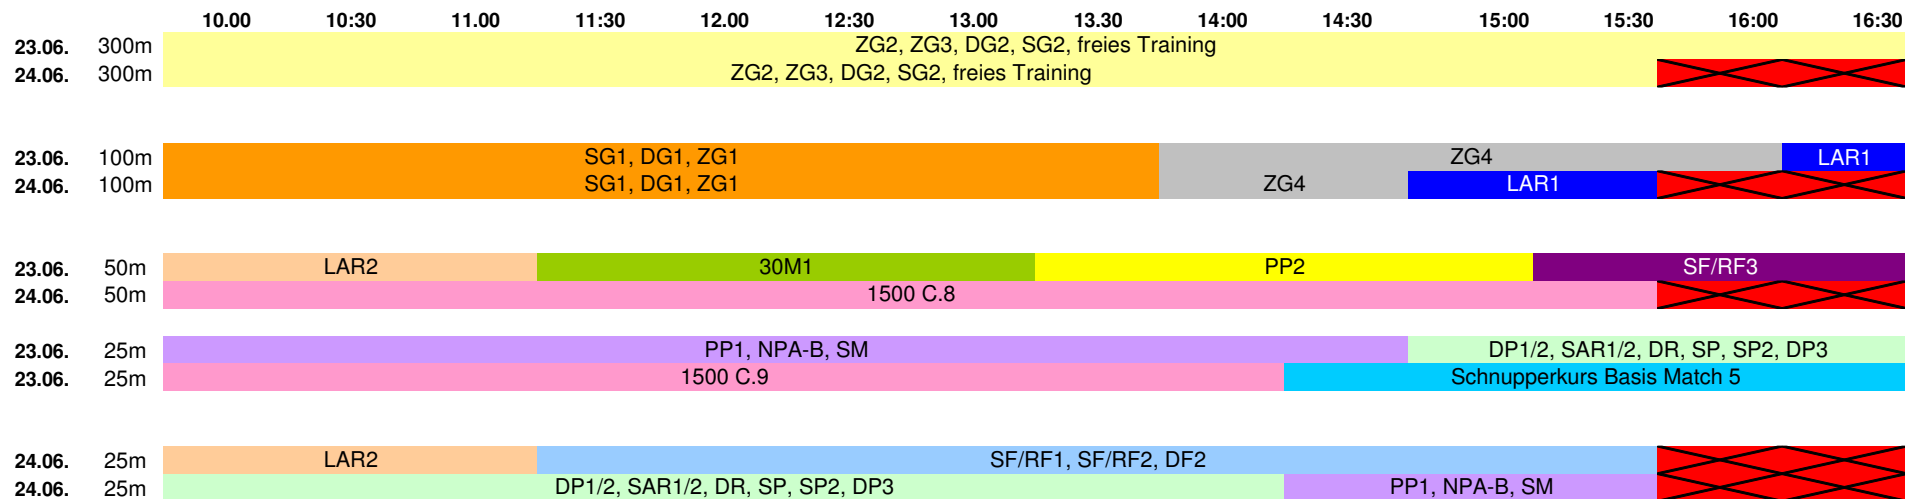 10.00 10:30 11.00 11:30 12.00 12:30 13.00 13.30 14:00 14:30 15:00 15:30 16:00 16:30
23.06. 300m ZG2, ZG3, DG2, SG2, freies Training
24.06. 300m ZG2, ZG3, DG2, SG2, freies Training
23.06. 100m SG1, DG1, ZG1 ZG4 LAR1
24.06. 100m SG1, DG1, ZG1 ZG4 LAR1
23.06. 50m LAR2 30M1 PP2 SF/RF3
24.06. 50m 1500 C.8
23.06. 25m PP1, NPA-B, SM DP1/2, SAR1/2, DR, SP, SP2, DP3
23.06. 25m 1500 C.9 Schnupperkurs Basis Match 5
24.06. 25m LAR2 SF/RF1, SF/RF2, DF2
24.06. 25m DP1/2, SAR1/2, DR, SP, SP2, DP3 PP1, NPA-B, SM